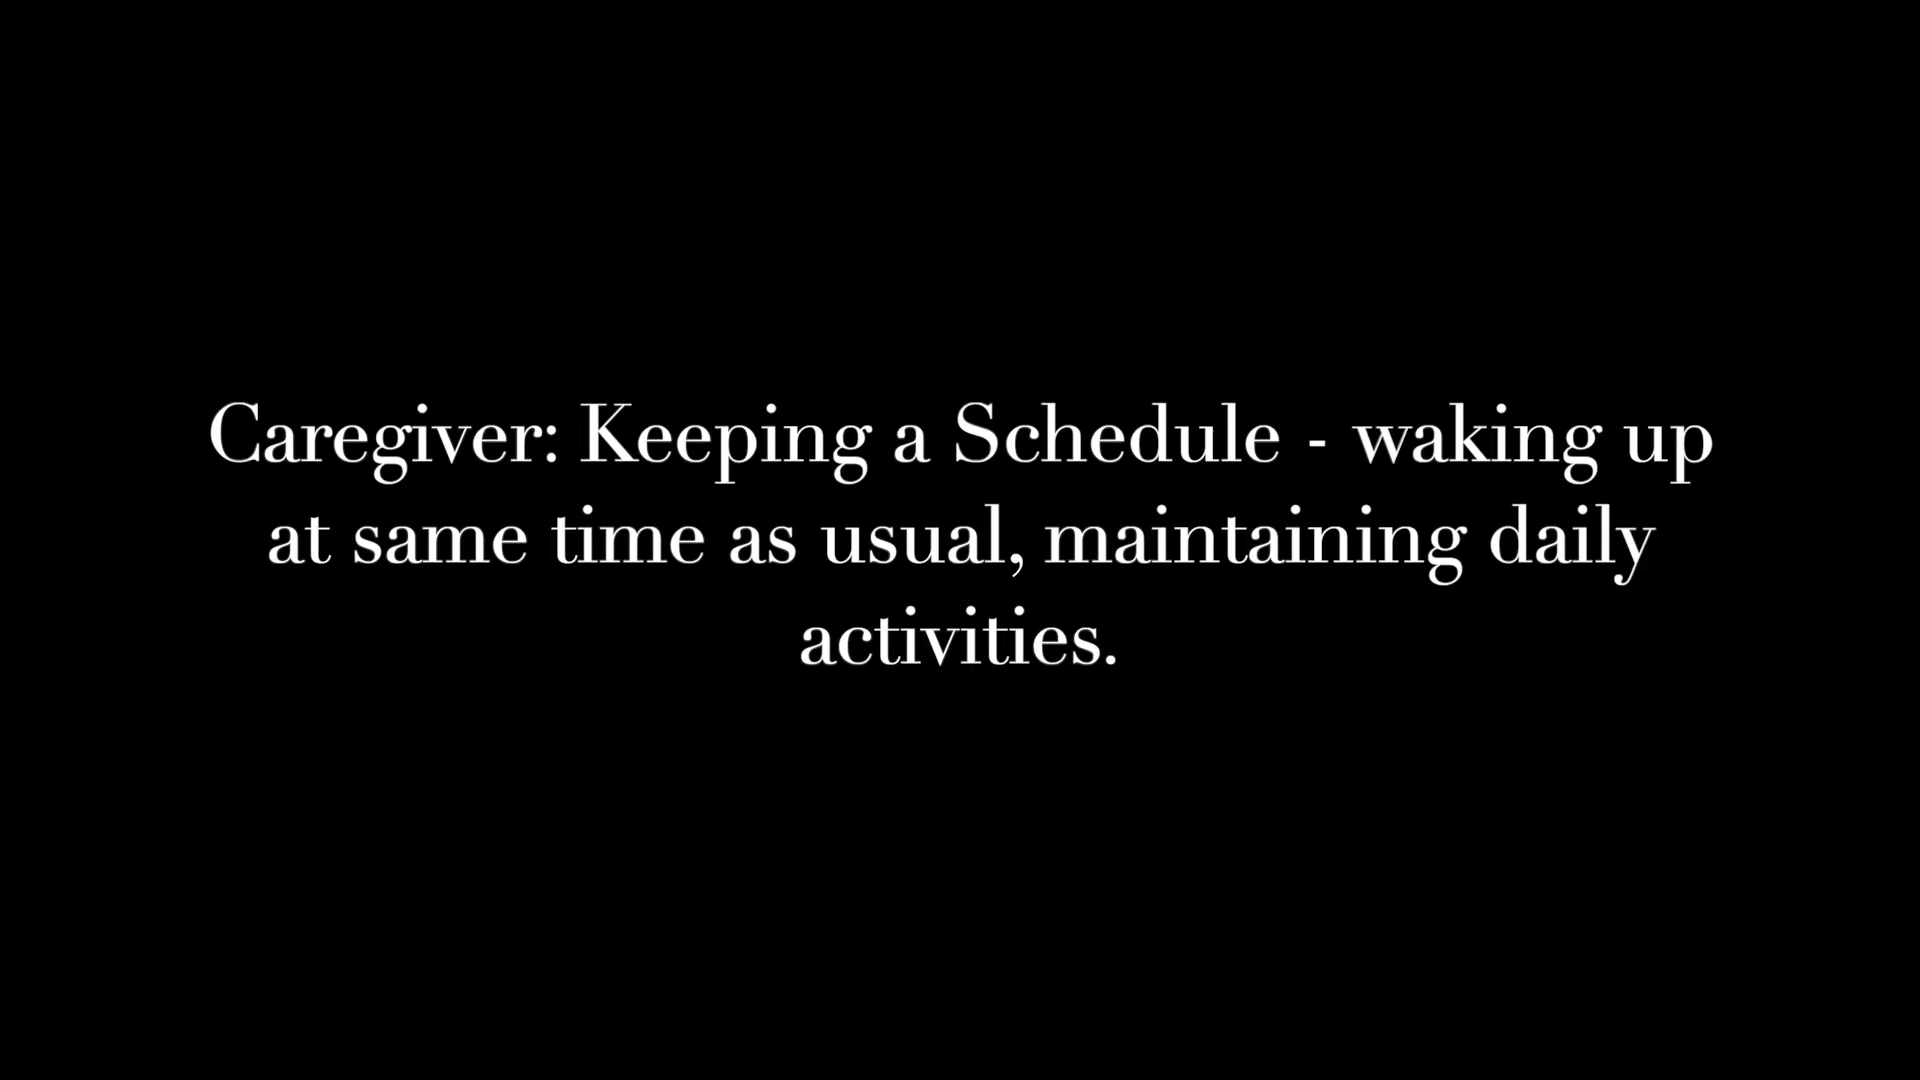 Caregiver: Keeping a Schedule - waking up
at same time as usual, maintaining daily
activities.